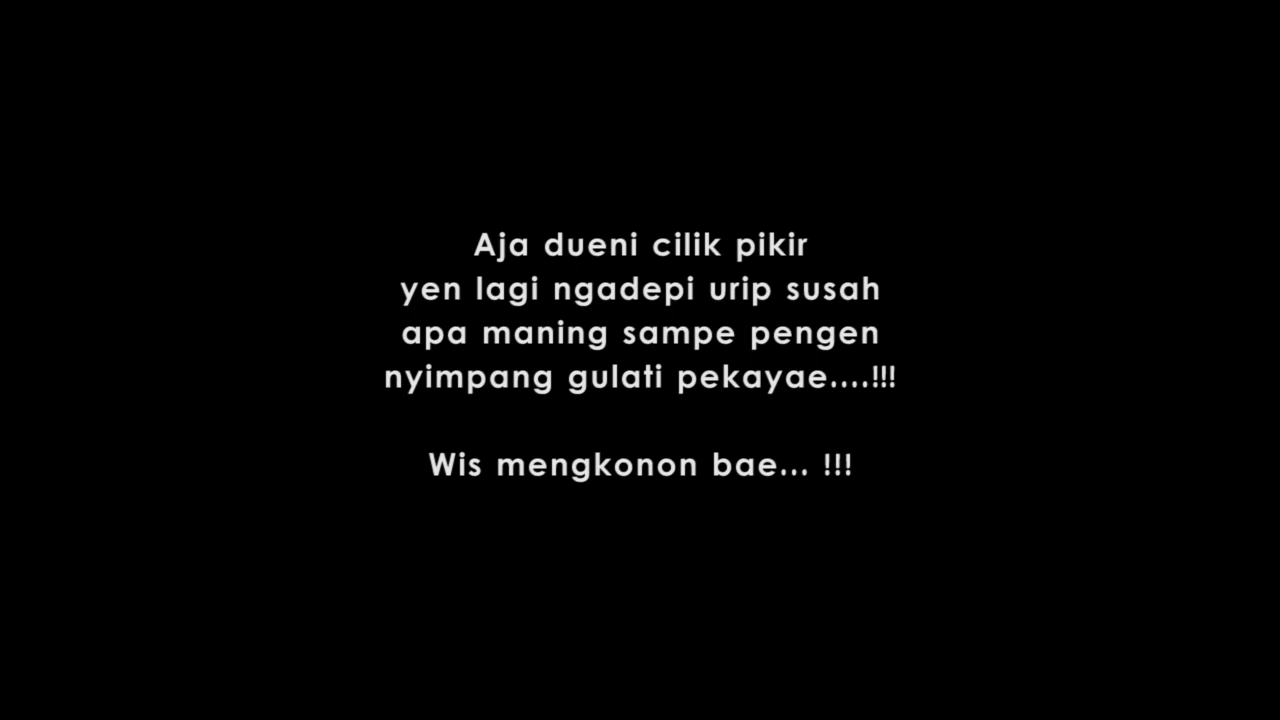 Aja dueni cilik pikir
yen lagi ngadepi urip susah
apa maning sampe pengen
nyimpang gulati pekayae....!!!
Wis mengkonon bae... !!!